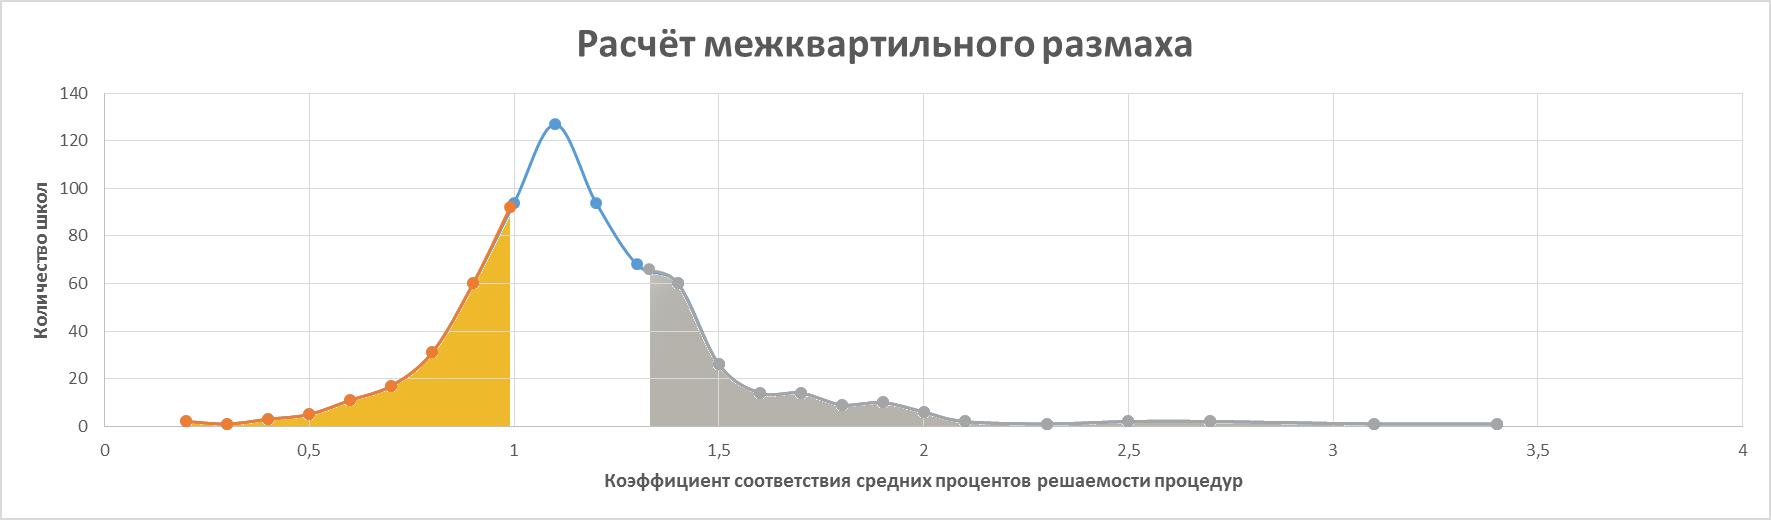 Расчёт межквартильного размаха
140
120
100
80
60
40
20
0
Количество школ
0 0,5 1 1,5 2 2,5 3 3,5 4
Коэффициент соответствия средних процентов решаемости процедур